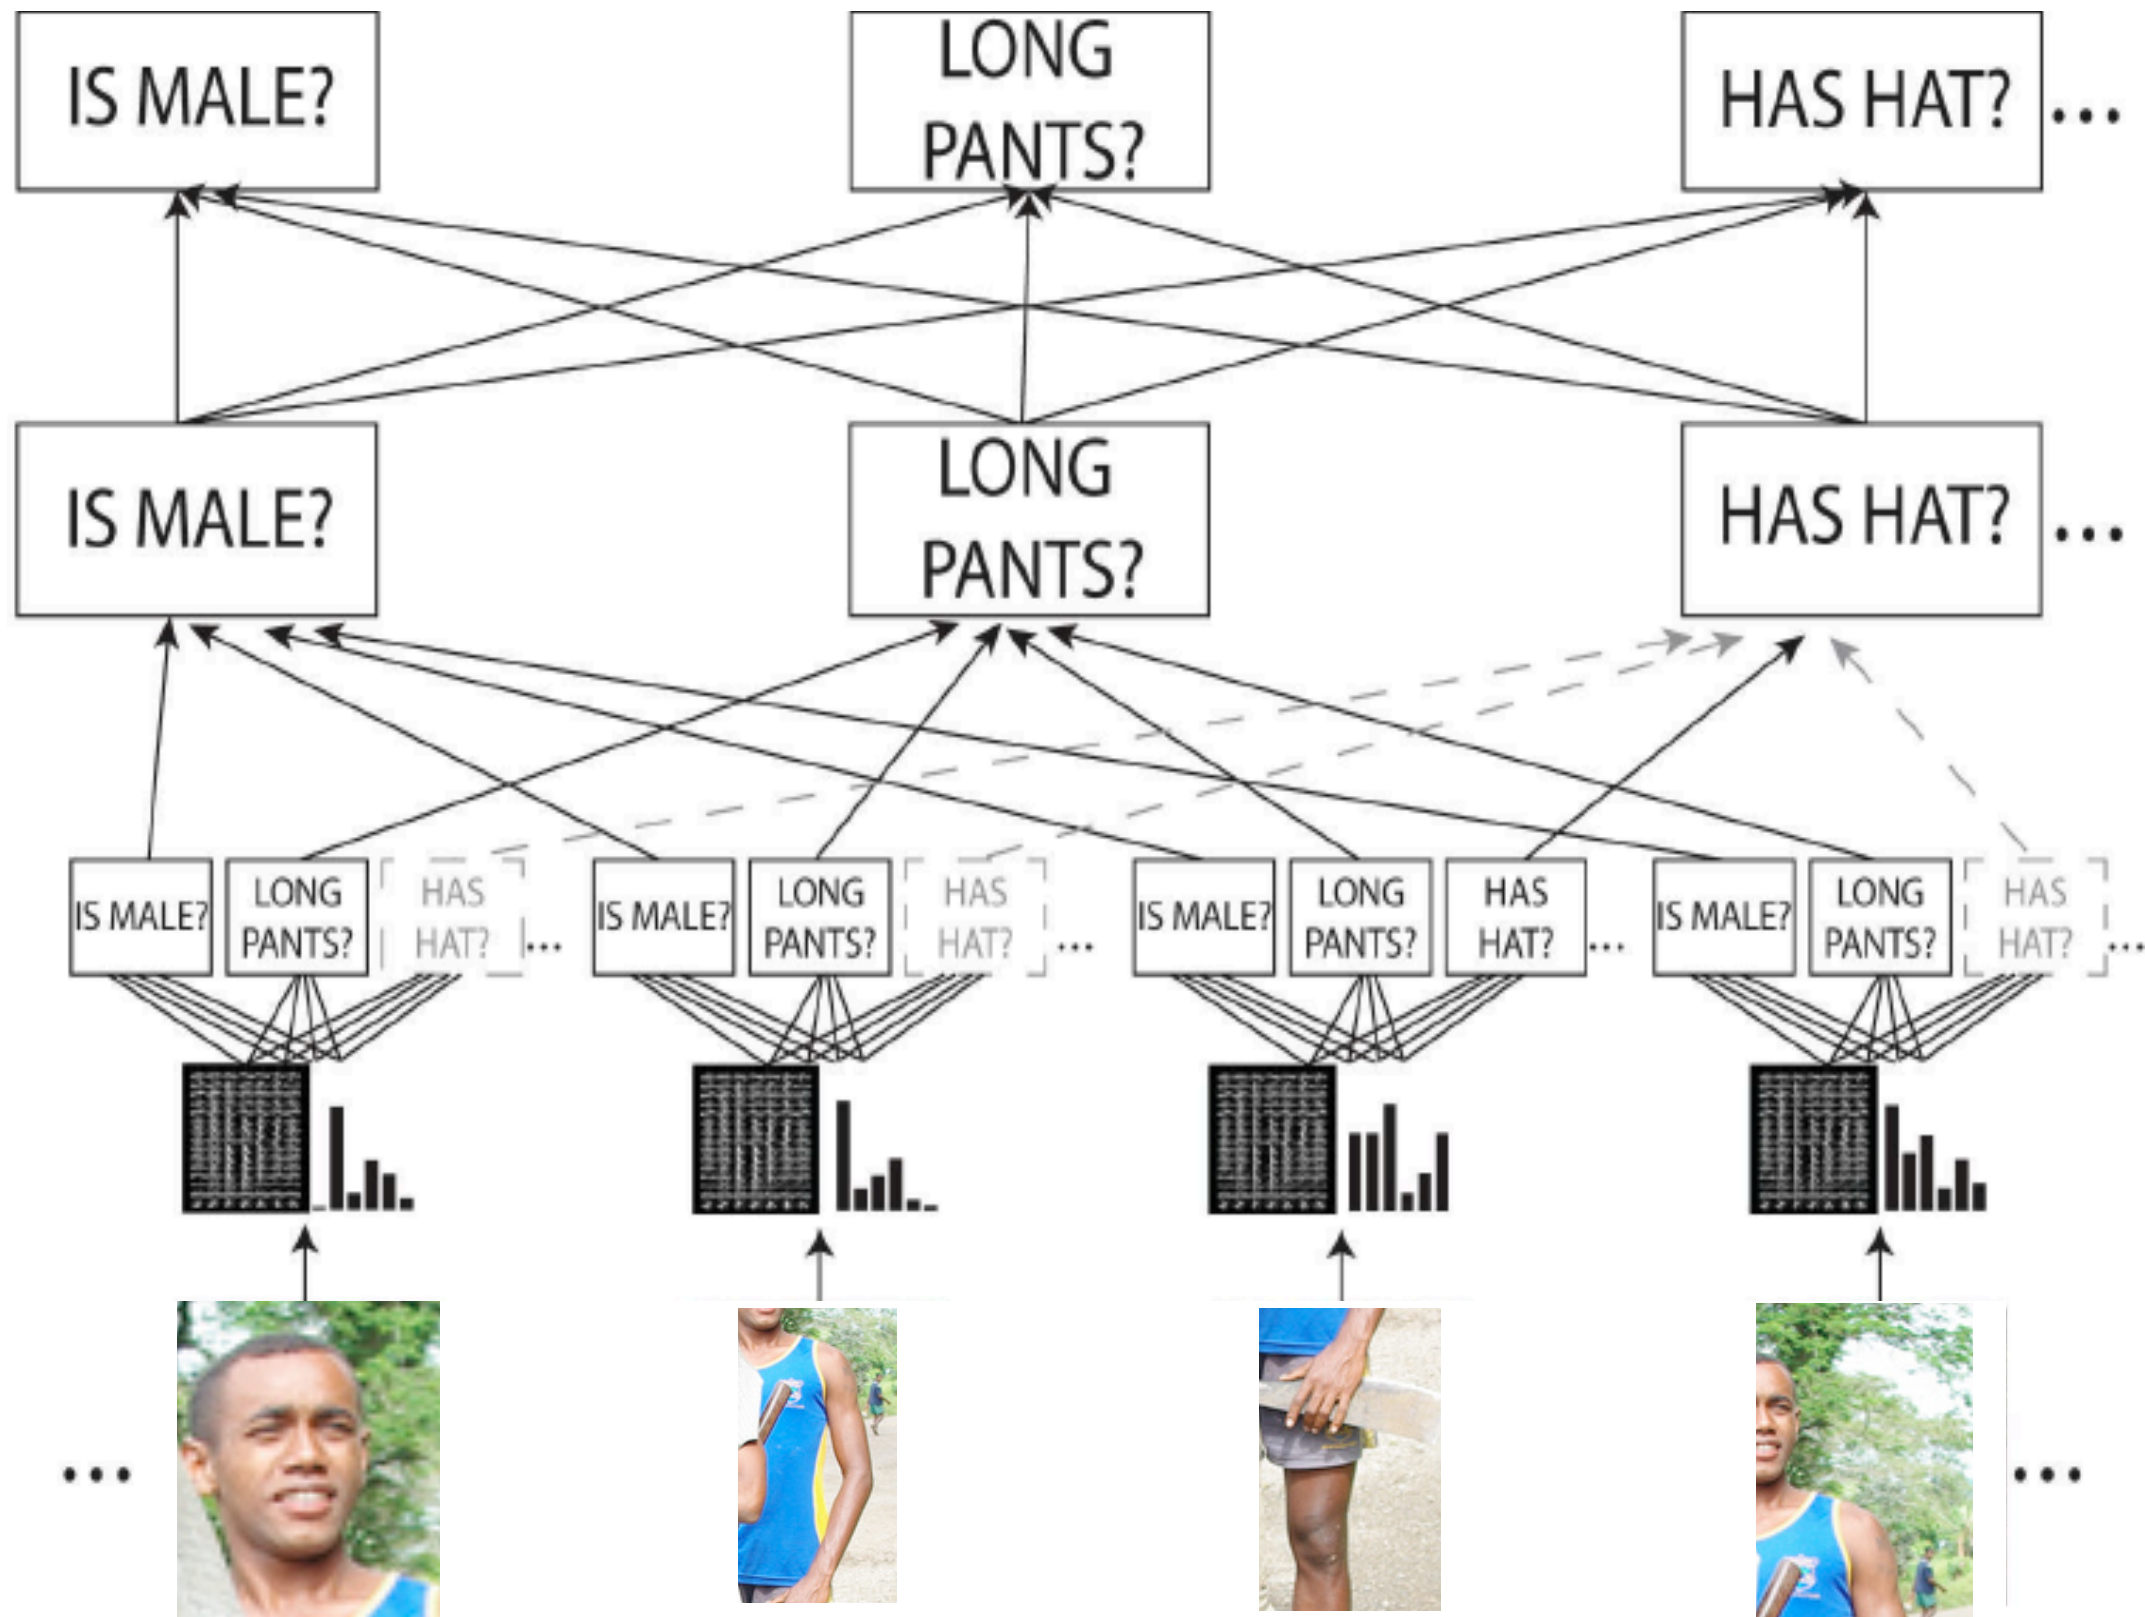 IS MALE?
LONG
PANTS?
HAS HAT?
...
IS MALE?
LONG
PANTS?
HAS HAT?
...
IS MALE?
LONG
PANTS?
HAS
HAT?
...
IS MALE?
LONG
PANTS?
HAS
HAT?
...
IS MALE?
LONG
PANTS?
HAS
HAT?
...
IS MALE?
LONG
PANTS?
HAS
HAT?
...
...
...